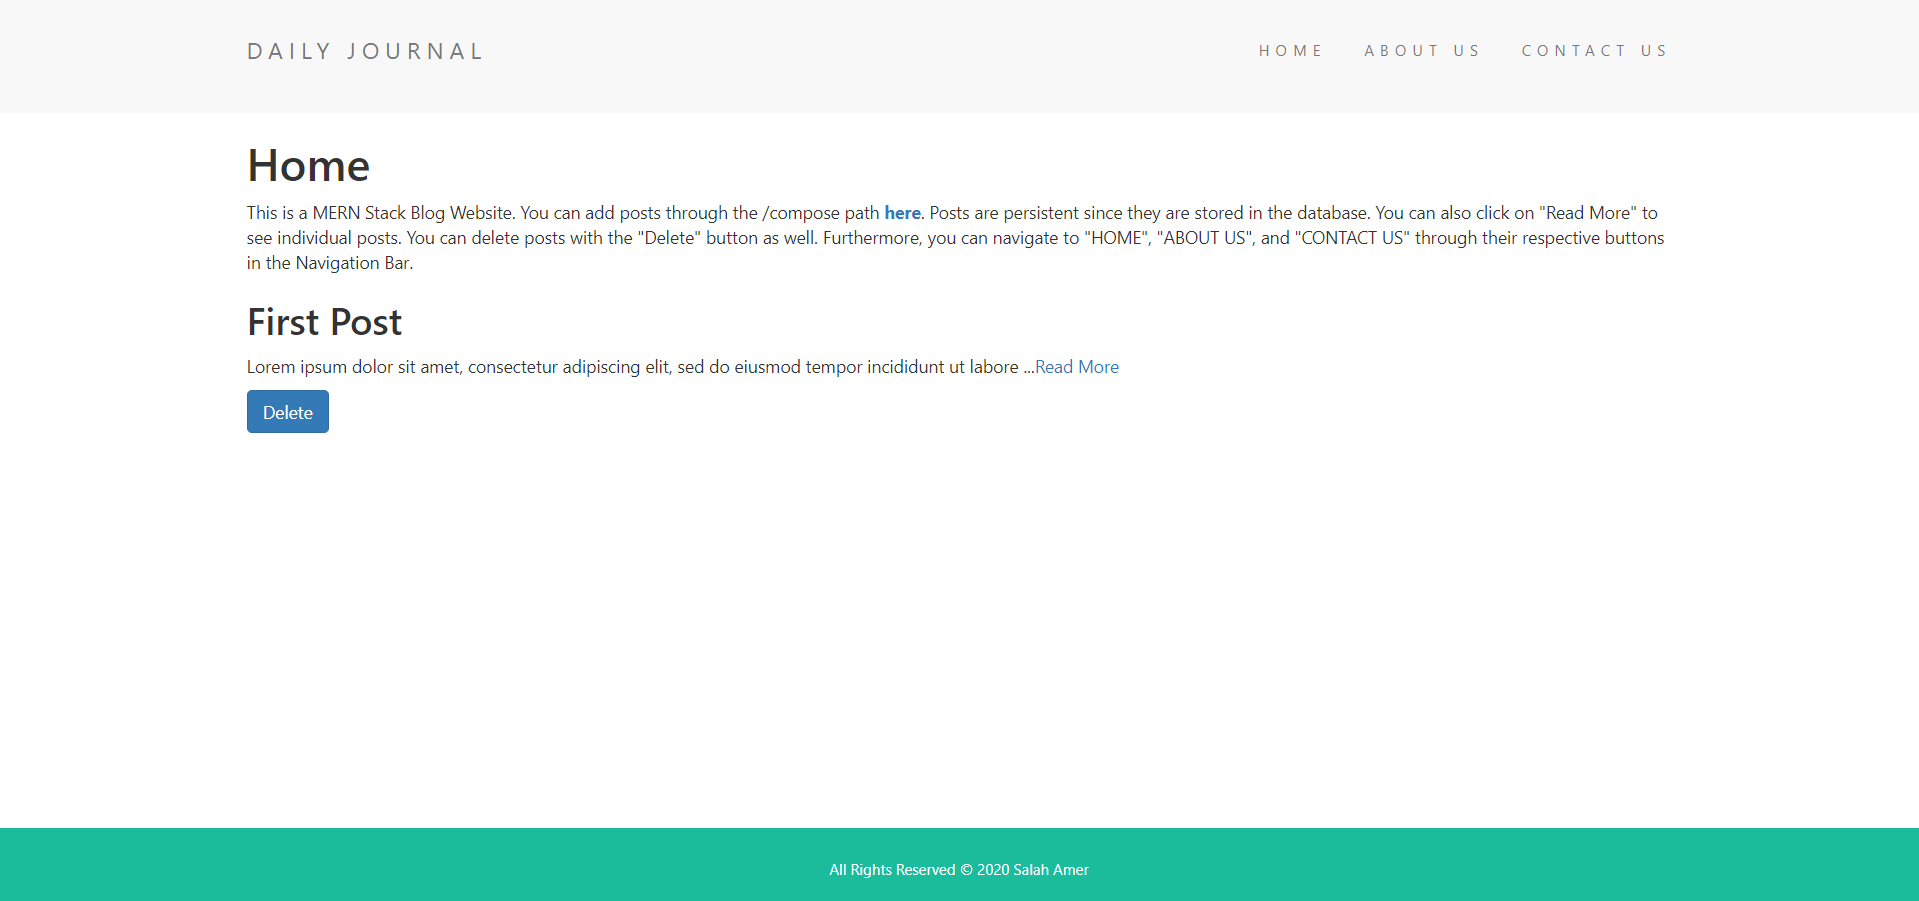 DAILY JOURNAL
HOME ABOUT US CONTACT US
Home
This is a MERN Stack Blog Website. You can add posts through the /compose path here. Posts are persistent since they are stored in the database. You can also click on "Read More" to
see individual posts. You can delete posts with the "Delete" button as well. Furthermore, you can navigate to "HOME", "ABOUT US", and "CONTACT US" through their respective buttons
in the Navigation Bar.
First Post
Lorem ipsum dolor sit amet, consectetur adipiscing elit, sed do eiusmod tempor incididunt ut labore ...Read More
Delete
All Rights Reserved © 2020 Salah Amer